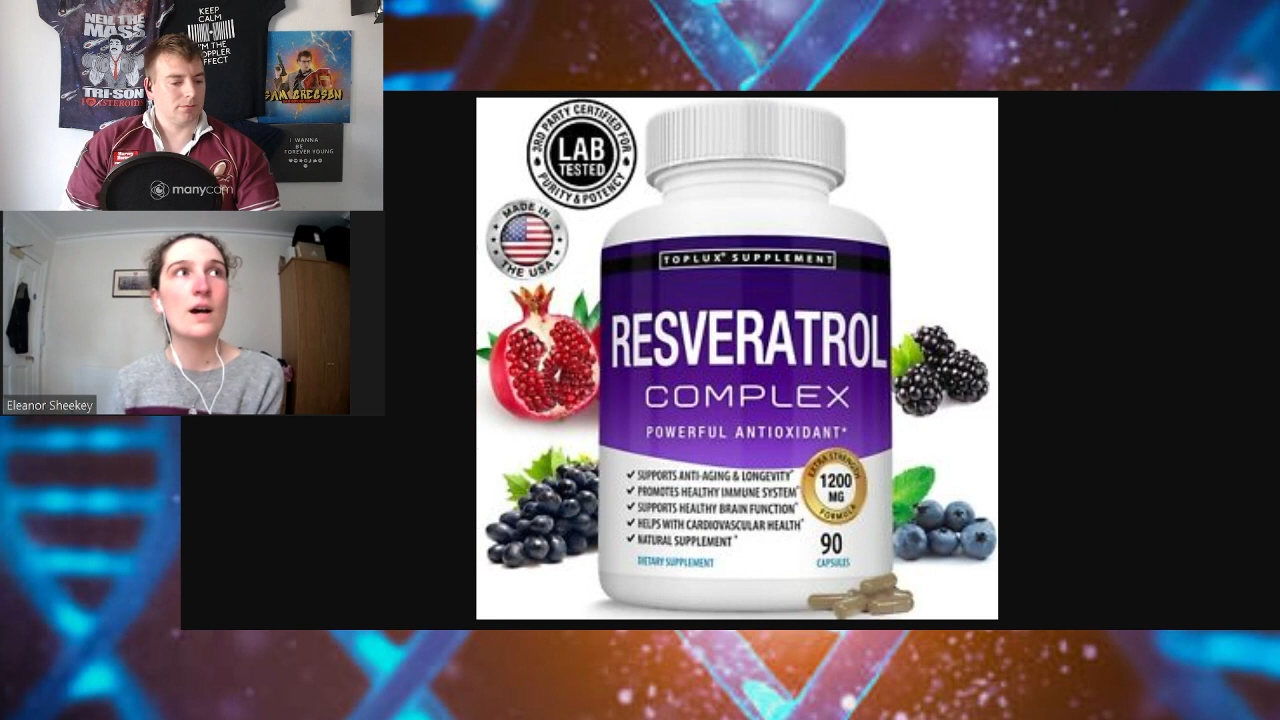 NEIL THE
MASS
TRI-SON
KEEP
CALM
I'M THE
DOPPLER
EFFECT
SAM GREGSON
I WANNA
BE
FOREVER YOUNG
manycam
Eleanor Sheekey
3RD PARTY CERTIFIED FOR
LAB
TESTED
PURITY & POTENCY
MADE IN
THE USA
TOPLUX® SUPPLEMENT
RESVERATROL
COMPLEX
POWERFUL ANTIOXIDANT*
SUPPORTS ANTI-AGING & LONGEVITY*
PROMOTES HEALTHY IMMUNE SYSTEM*
SUPPORTS HEALTHY BRAIN FUNCTION*
HELPS WITH CARDIOVASCULAR HEALTH*
NATURAL SUPPLEMENT*
EXTRA STRENGTH
1200
MG
FORMULA
DIETARY SUPPLEMENT
90
CAPSULES